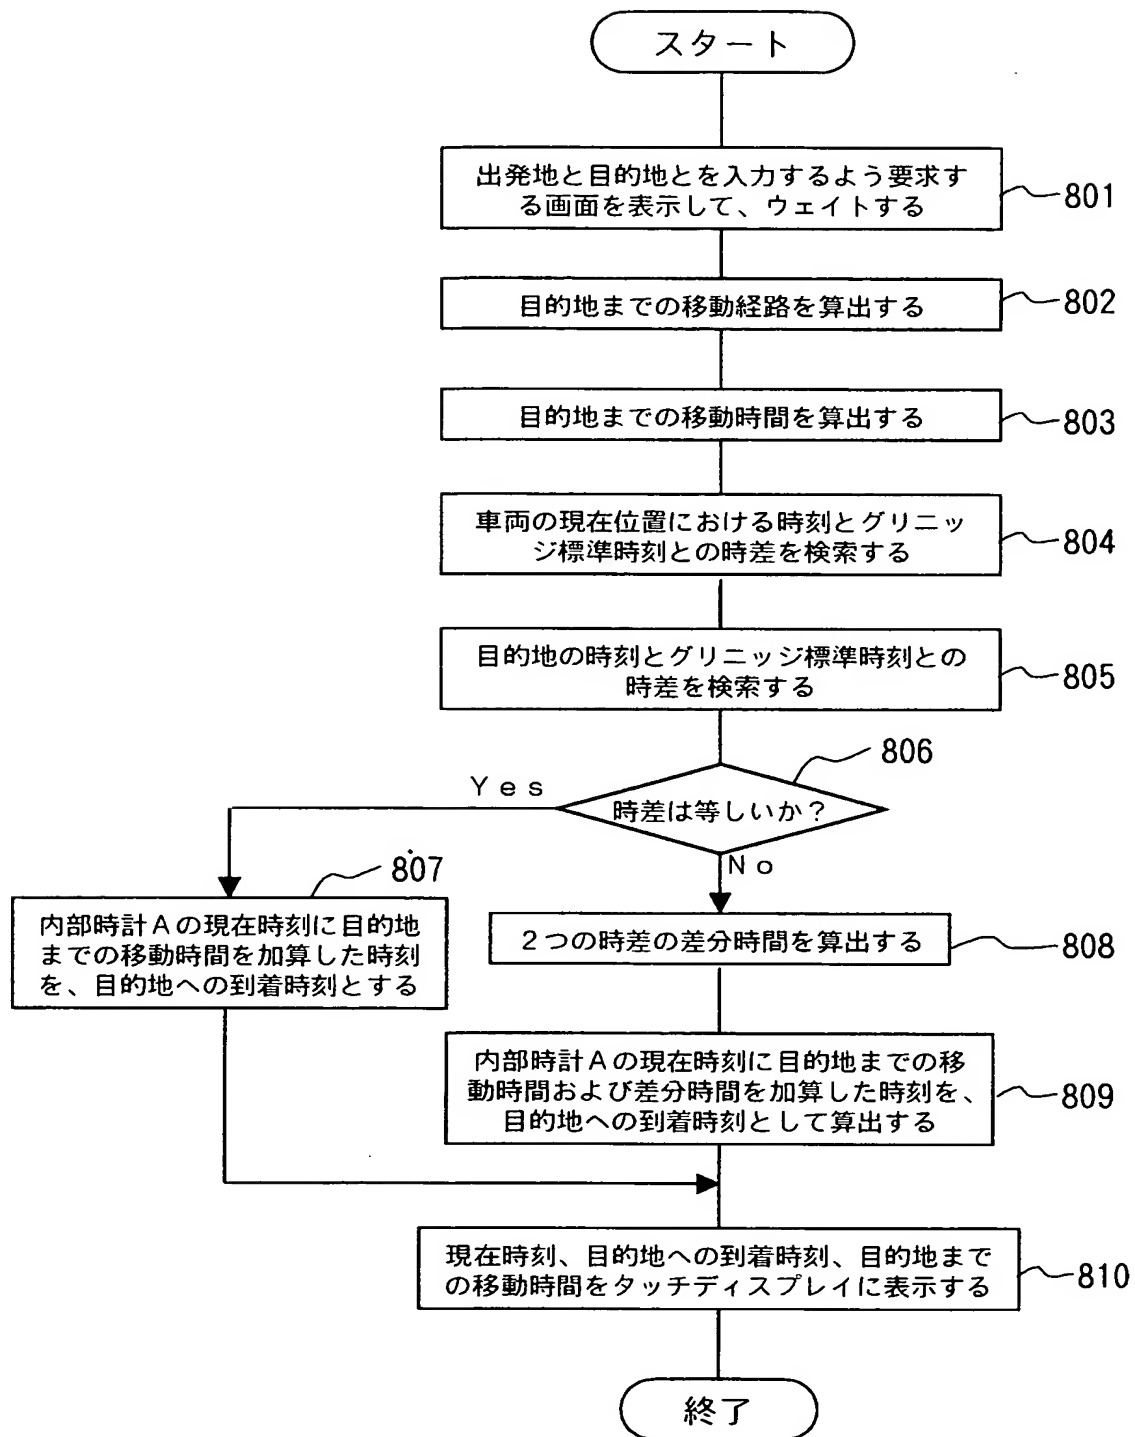 スタート
出発地と目的地とを入力するよう要求す
る画面を表示して、ウェイトする
801
目的地までの移動経路を算出する
802
目的地までの移動時間を算出する
803
車両の現在位置における時刻とグリニッ
ジ標準時刻との時差を検索する
804
目的地の時刻とグリニッジ標準時刻との
時差を検索する
805
806
Yes
時差は等しいか?
No
807
内部時計Aの現在時刻に目的地
までの移動時間を加算した時刻
を、目的地への到着時刻とする
2つの時差の差分時間を算出する
808
内部時計Aの現在時刻に目的地までの移
動時間および差分時間を加算した時刻を、
目的地への到着時刻として算出する
809
現在時刻、目的地への到着時刻、目的地まで
の移動時間をタッチディスプレイに表示する
810
終了